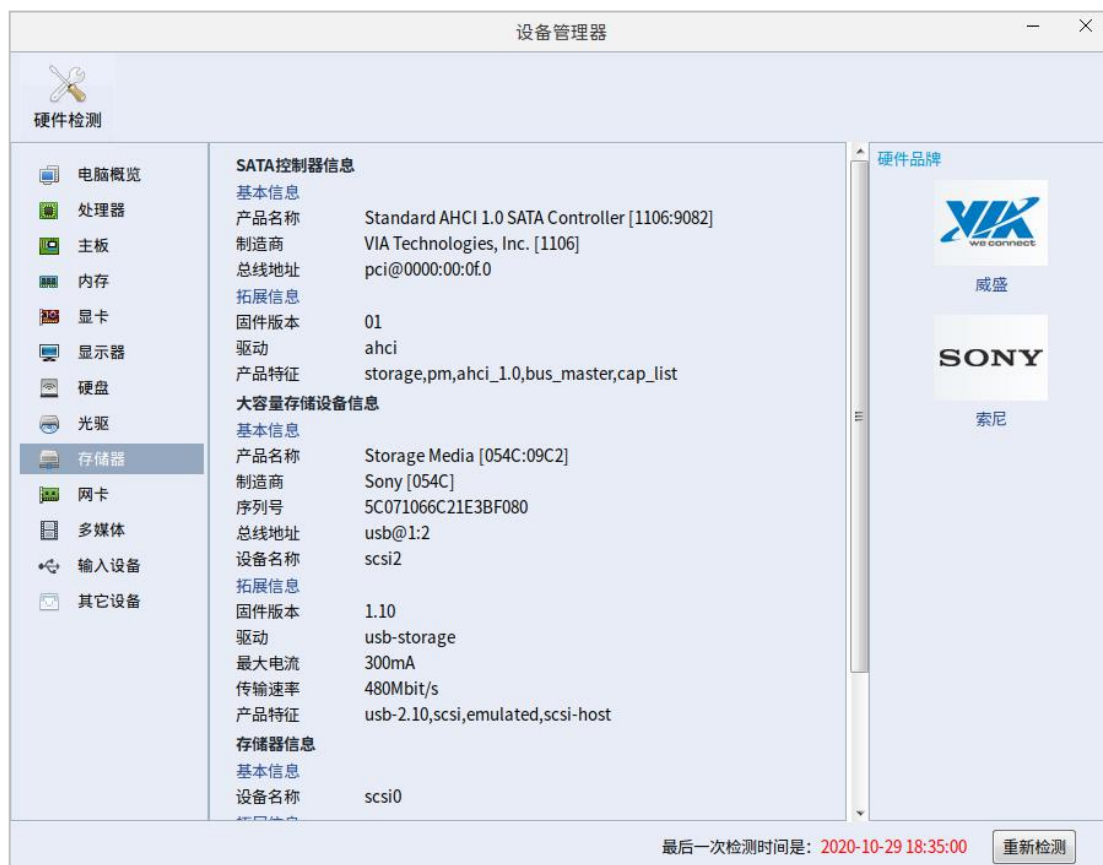 设备管理器
硬件检测
电脑概览
处理器
主板
内存
显卡
显示器
硬盘
光驱
存储器
网卡
多媒体
输入设备
其它设备
SATA控制器信息
基本信息
产品名称 Standard AHCI 1.0 SATA Controller [1106:9082]
制造商 VIA Technologies, Inc. [1106]
总线地址 pci@0000:00:0f.0
拓展信息
固件版本 01
驱动 ahci
产品特征 storage,pm,ahci_1.0,bus_master,cap_list
大容量存储设备信息
基本信息
产品名称 Storage Media [054C:09C2]
制造商 Sony [054C]
序列号 5C071066C21E3BF080
总线地址 usb@1:2
设备名称 scsi2
拓展信息
固件版本 1.10
驱动 usb-storage
最大电流 300mA
传输速率 480Mbit/s
产品特征 usb-2.10,scsi,emulated,scsi-host
存储器信息
基本信息
设备名称 scsi0
硬件品牌
VIA
we connect
威盛
SONY
索尼
最后一次检测时间是：2020-10-29 18:35:00
重新检测